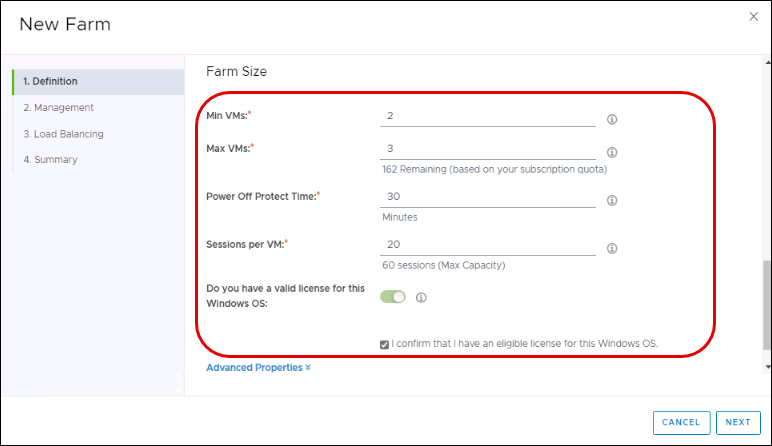 New Farm
1. Definition
2. Management
3. Load Balancing
4. Summary
Farm Size
Min VMs:* 2
Max VMs:* 3
162 Remaining (based on your subscription quota)
Power Off Protect Time:* 30
Minutes
Sessions per VM:* 20
60 sessions (Max Capacity)
Do you have a valid license for this
Windows OS:
I confirm that I have an eligible license for this Windows OS.
Advanced Properties
CANCEL NEXT